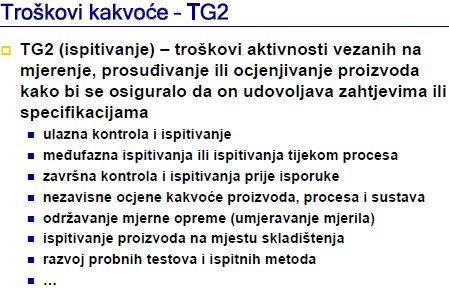 Troškovi kakvoće - TG2
TG2 (ispitivanje) – troškovi aktivnosti vezanih na
mjerenje, prosuđivanje ili ocjenjivanje proizvoda
kako bi se osiguralo da on udovoljava zahtjevima ili
specifikacijama
ulazna kontrola i ispitivanje
međufazna ispitivanja ili ispitivanja tijekom procesa
završna kontrola i ispitivanja prije isporuke
nezavisne ocjene kakvoće proizvoda, procesa i sustava
održavanje mjerne opreme (umjeravanje mjerila)
ispitivanje proizvoda na mjestu skladištenja
razvoj probnih testova i ispitnih metoda
...